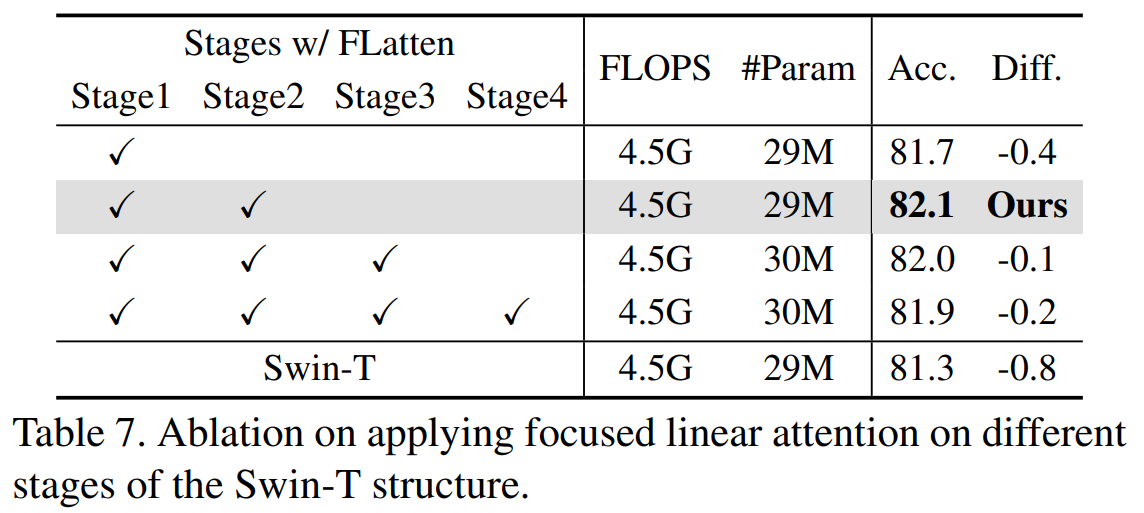 Stages w/ FLatten FLOPS #Param Acc. Diff.
Stage1 Stage2 Stage3 Stage4
✓ 4.5G 29M 81.7 -0.4
✓ ✓ 4.5G 29M 82.1 Ours
✓ ✓ ✓ 4.5G 30M 82.0 -0.1
✓ ✓ ✓ ✓ 4.5G 30M 81.9 -0.2
Swin-T 4.5G 29M 81.3 -0.8
Table 7. Ablation on applying focused linear attention on different
stages of the Swin-T structure.